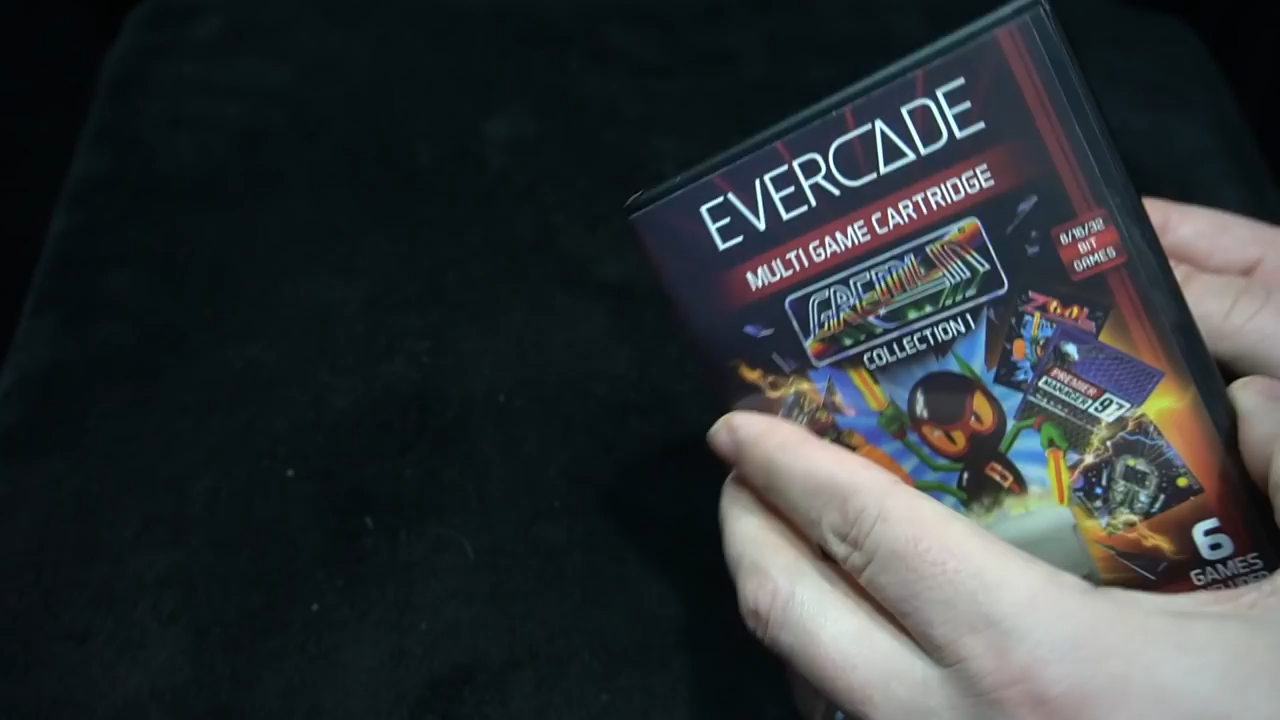 EVERCADE
MULTI GAME CARTRIDGE
GREMLIN
COLLECTION 1
8/16/32
BIT
GAMES
ZOOL
PREMIER
MANAGER 97
6
GAMES